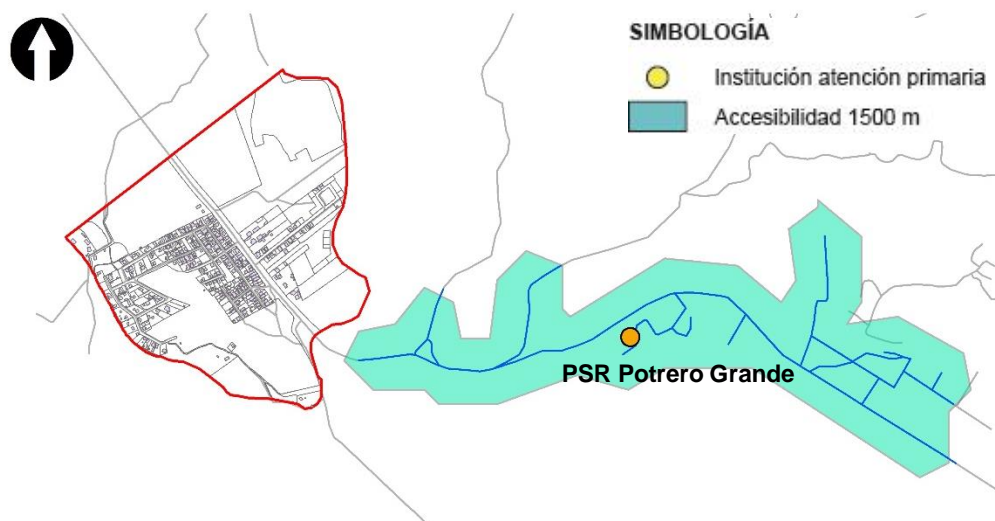 SIMBOLOGÍA
Institución atención primaria
Accesibilidad 1500 m
PSR Potrero Grande